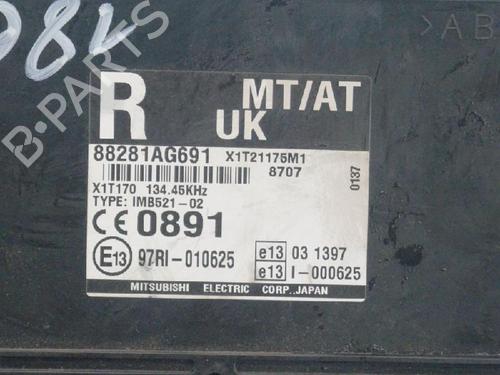 D8K
>AB
R MT/AT
UK
88281AG691 X1T21175M1
8707
0137
X1T170 134.45KHz
TYPE: IMB521-02
CE 0891
E13 97RI-010625
e13 03 1397
e13 I-000625
MITSUBISHI ELECTRIC CORP.,JAPAN
B-PARTS